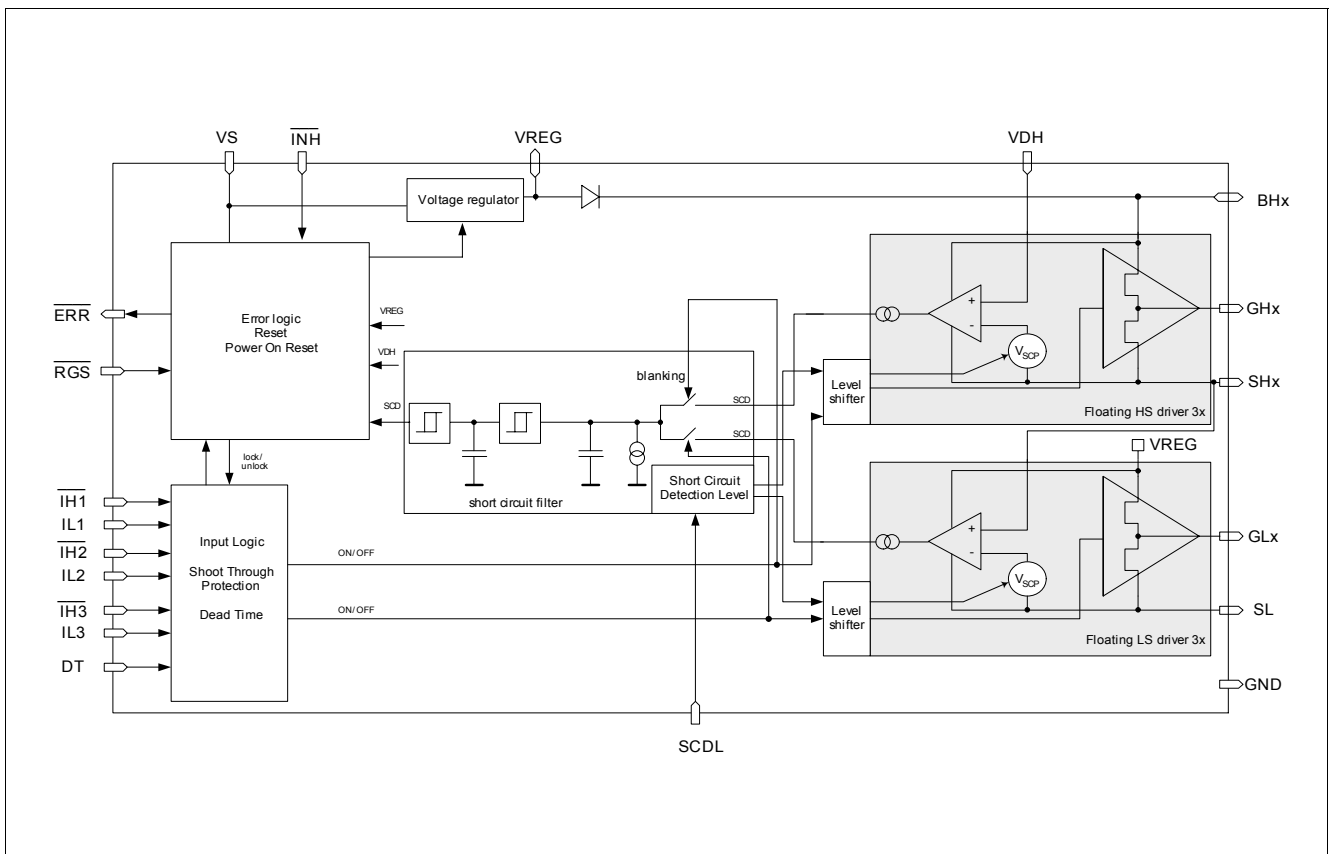 VS
INH
VREG
VDH
Voltage regulator
BHx
ERR
Error logic
Reset
Power On Reset
VREG
VDH
SCD
RGS
blanking
SCD
SCD
+
-
VSCP
Level
shifter
GHx
SHx
Floating HS driver 3x
VREG
lock/
unlock
short circuit filter
Short Circuit
Detection Level
IH1
IL1
IH2
IL2
IH3
IL3
DT
Input Logic
Shoot Through
Protection
Dead Time
ON/OFF
ON/OFF
+
-
VSCP
Level
shifter
GLx
SL
Floating LS driver 3x
GND
SCDL